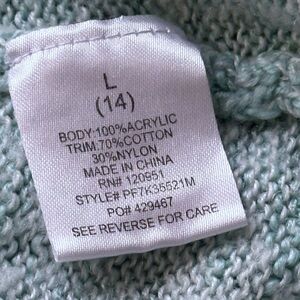 L
(14)
BODY:100%ACRYLIC
TRIM:70%COTTON
30%NYLON
MADE IN CHINA
RN# 120951
STYLE# PF7K35521M
PO# 429467
SEE REVERSE FOR CARE